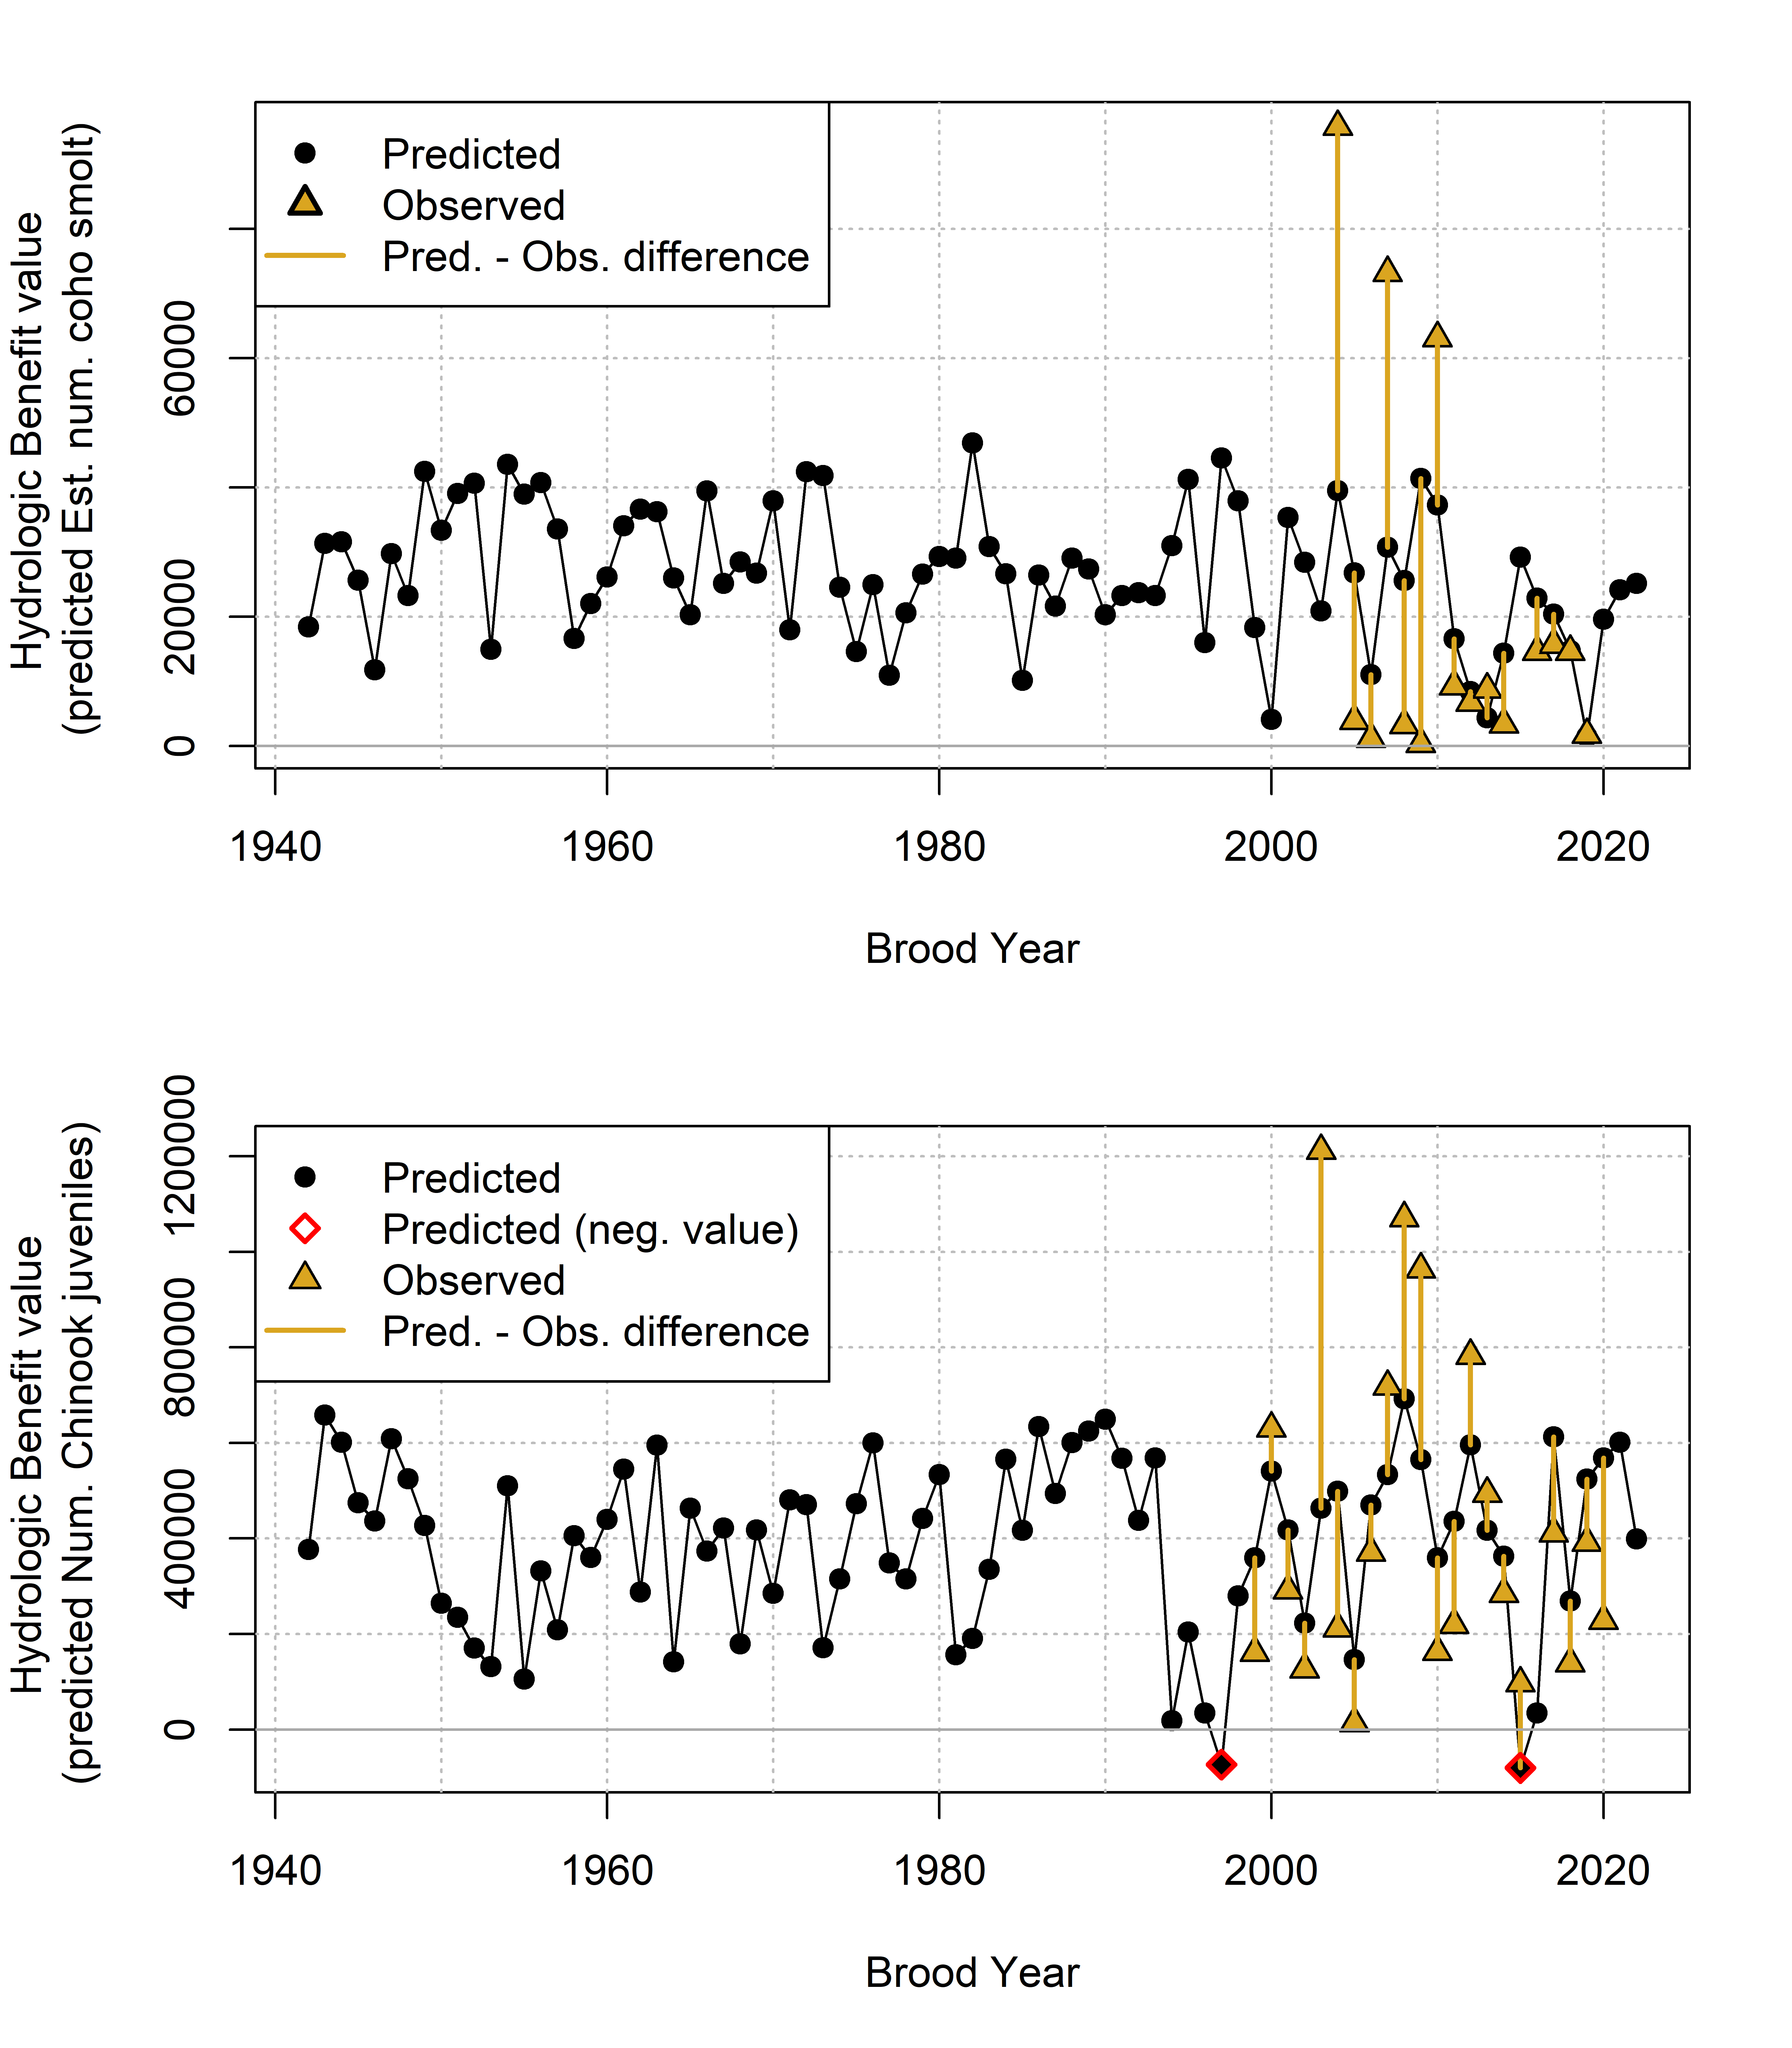 Hydrologic Benefit value
(predicted Est. num. coho smolt)
Predicted
Observed
Pred. - Obs. difference
60000
20000
0
1940
1960
1980
2000
2020
Brood Year
Hydrologic Benefit value
(predicted Num. Chinook juveniles)
Predicted
Predicted (neg. value)
Observed
Pred. - Obs. difference
1200000
800000
400000
0
1940
1960
1980
2000
2020
Brood Year